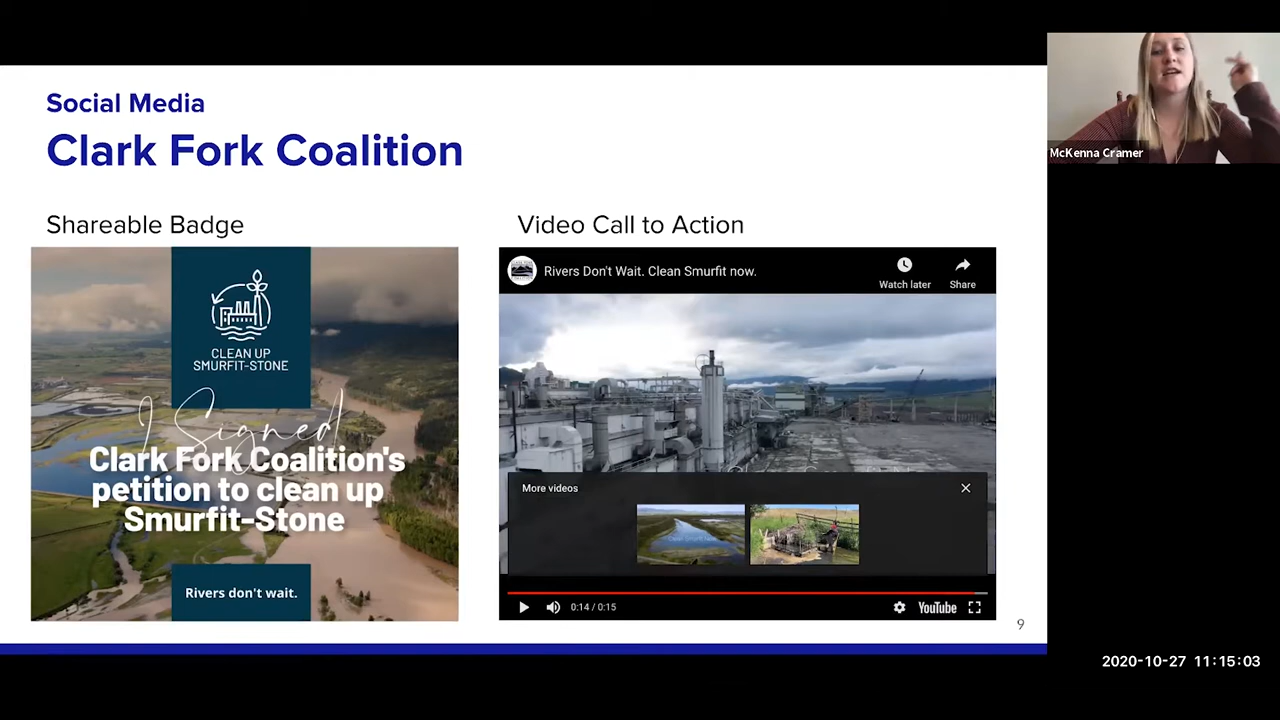 Social Media
Clark Fork Coalition
Shareable Badge
CLEAN UP
SMURFIT-STONE
I Signed
Clark Fork Coalition's
petition to clean up
Smurfit-Stone
Rivers don't wait.
Video Call to Action
Rivers Don't Wait. Clean Smurfit now.
Watch later
Share
More videos
0:14 / 0:15
YouTube
9
McKenna Cramer
2020-10-27 11:15:03